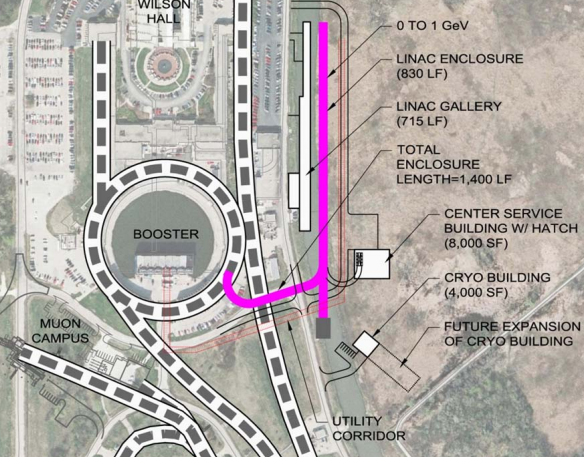 WILSON
HALL
0 TO 1 GeV
LINAC ENCLOSURE
(830 LF)
LINAC GALLERY
(715 LF)
TOTAL
ENCLOSURE
LENGTH=1,400 LF
CENTER SERVICE
BUILDING W/ HATCH
(8,000 SF)
BOOSTER
CRYO BUILDING
(4,000 SF)
FUTURE EXPANSION
OF CRYO BUILDING
MUON
CAMPUS
UTILITY
CORRIDOR